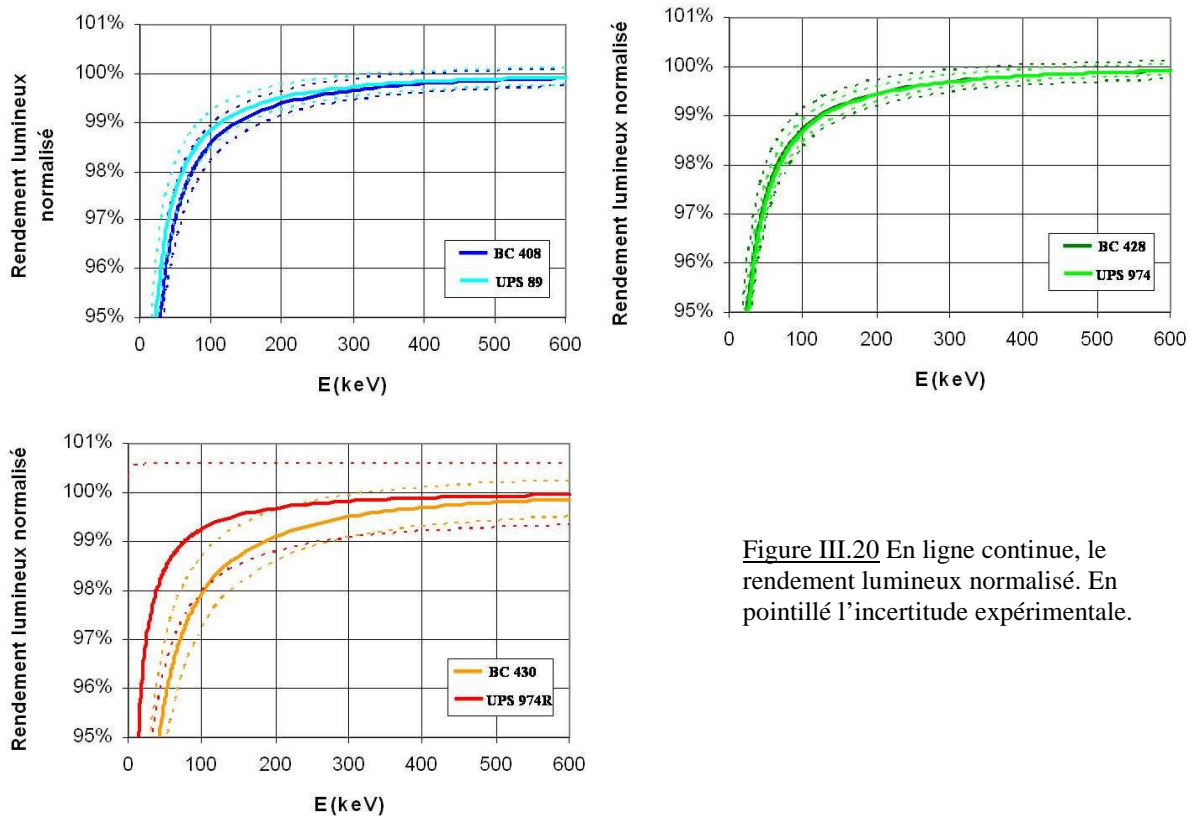 Rendement lumineux
normalisé
101%
100%
99%
98%
97%
96%
95%
0 100 200 300 400 500 600
E (keV)
BC 408
UPS 89
Rendement lumineux normalisé
101%
100%
99%
98%
97%
96%
95%
0 100 200 300 400 500 600
E (keV)
BC 428
UPS 974
Rendement lumineux normalisé
101%
100%
99%
98%
97%
96%
95%
0 100 200 300 400 500 600
E (keV)
BC 430
UPS 974R
Figure III.20 En ligne continue, le
rendement lumineux normalisé. En
pointillé l’incertitude expérimentale.